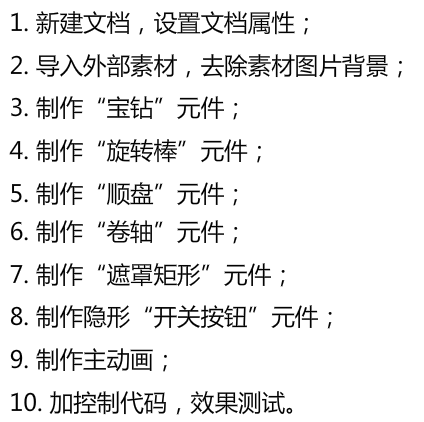 1. 新建文档，设置文档属性；
2. 导入外部素材，去除素材图片背景；
3. 制作“宝钻”元件；
4. 制作“旋转棒”元件；
5. 制作“顺盘”元件；
6. 制作“卷轴”元件；
7. 制作“遮罩矩形”元件；
8. 制作隐形“开关按钮”元件；
9. 制作主动画；
10. 加控制代码，效果测试。